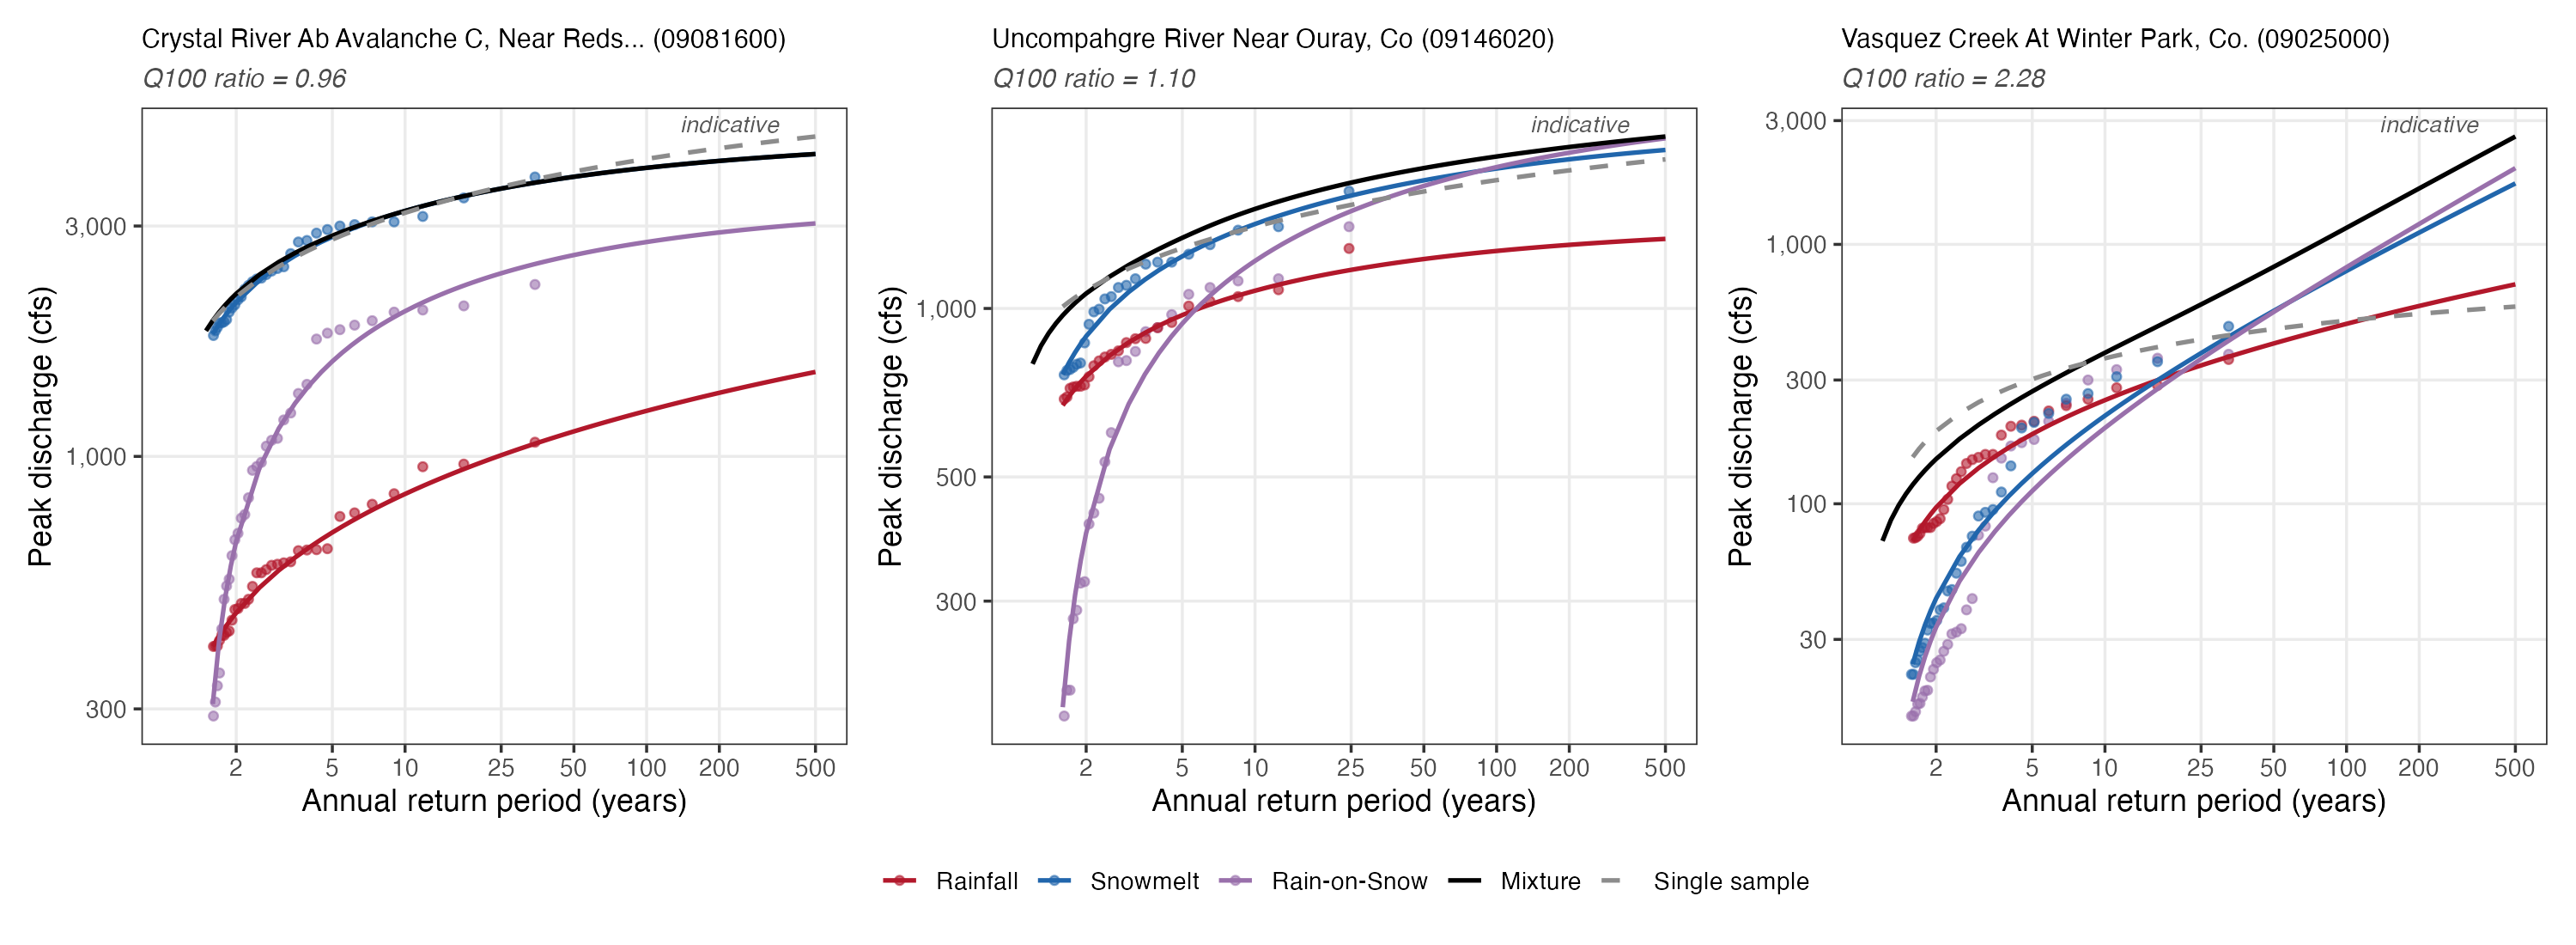 Crystal River Ab Avalanche C, Near Reds... (09081600)
Q100 ratio = 0.96
indicative
3,000
1,000
300
Peak discharge (cfs)
2 5 10 25 50 100 200 500
Annual return period (years)
Uncompahgre River Near Ouray, Co (09146020)
Q100 ratio = 1.10
indicative
1,000
500
300
Peak discharge (cfs)
2 5 10 25 50 100 200 500
Annual return period (years)
Vasquez Creek At Winter Park, Co. (09025000)
Q100 ratio = 2.28
indicative
3,000
1,000
300
100
30
Peak discharge (cfs)
2 5 10 25 50 100 200 500
Annual return period (years)
Rainfall Snowmelt Rain-on-Snow Mixture Single sample